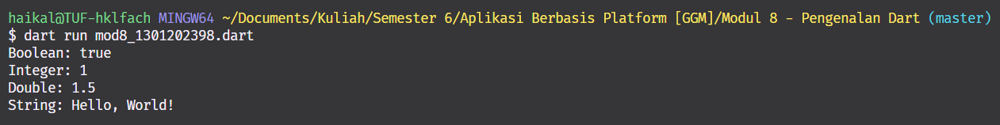 haikal@TUF-hklfach MINGW64 ~/Documents/Kuliah/Semester 6/Aplikasi Berbasis Platform [GGM]/Modul 8 - Pengenalan Dart (master)
$ dart run mod8_1301202398.dart
Boolean: true
Integer: 1
Double: 1.5
String: Hello, World!